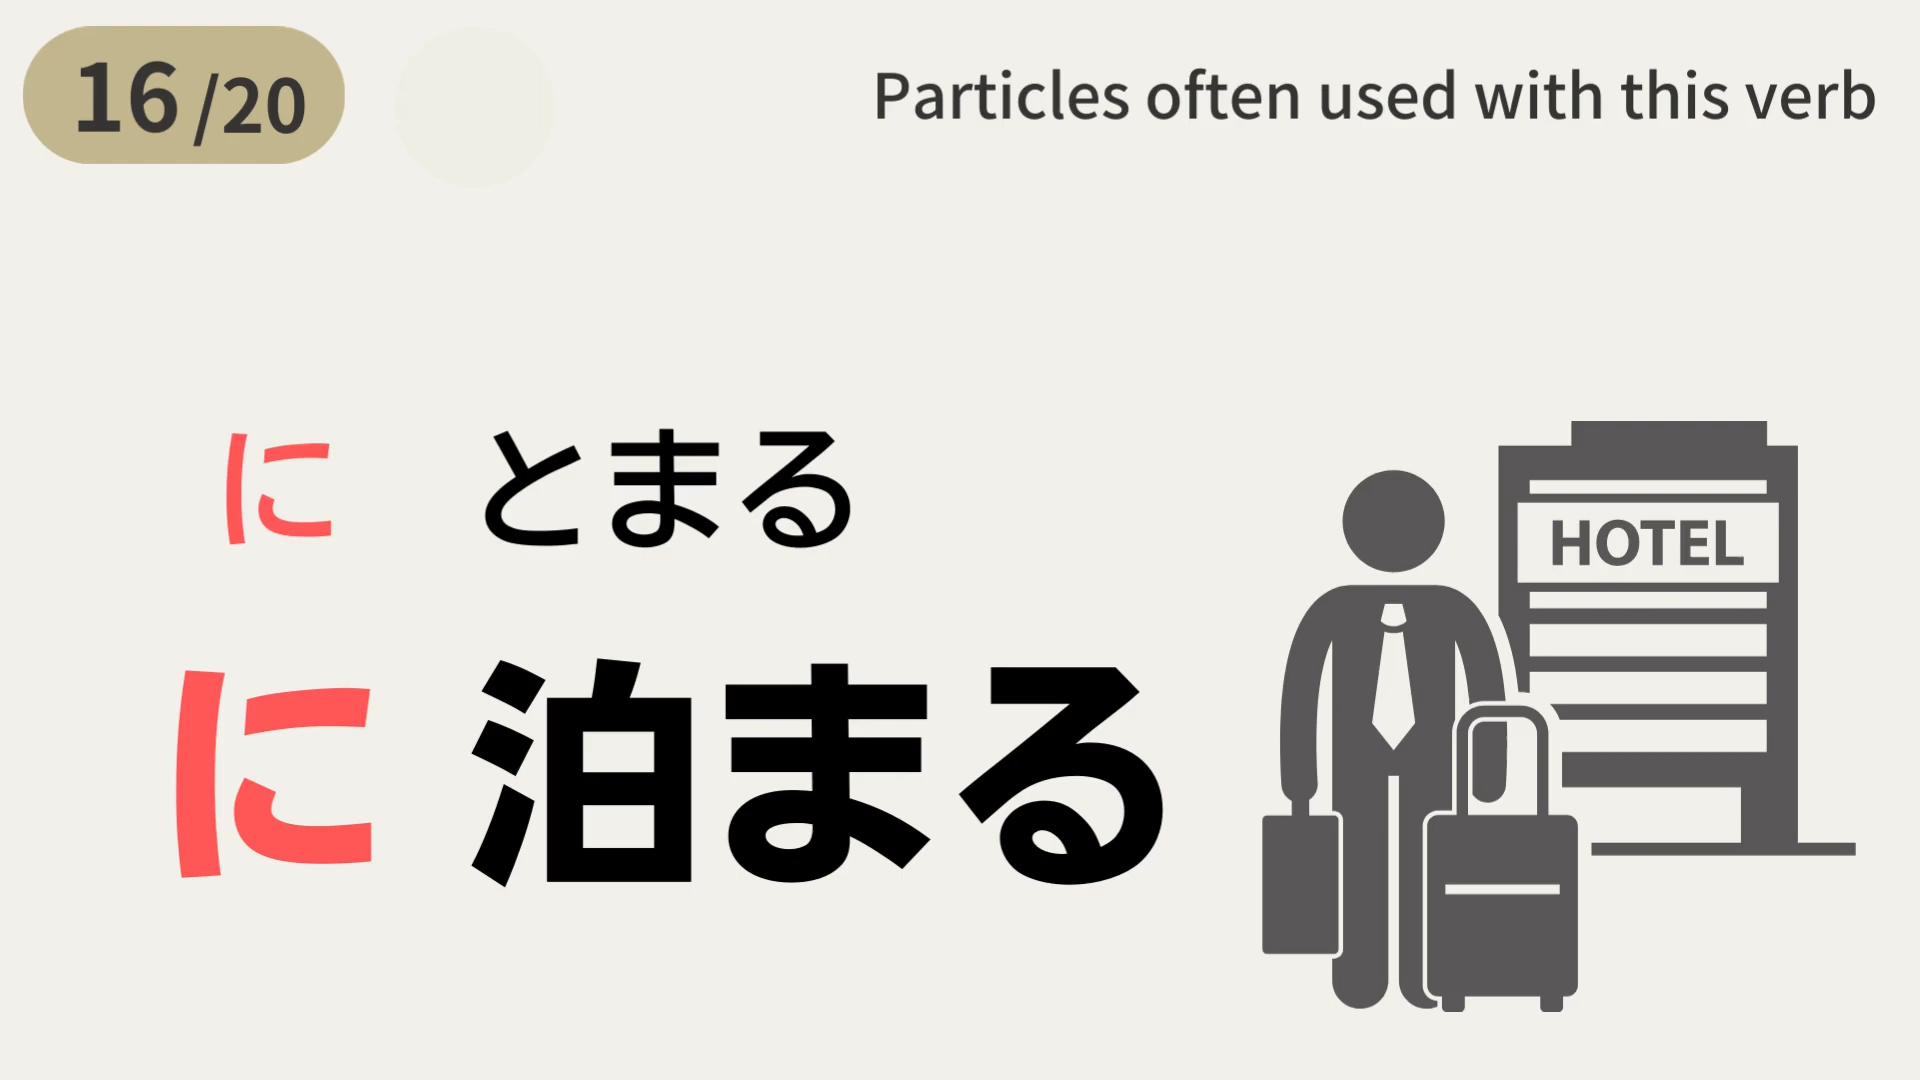 16/20
Particles often used with this verb
に とまる
に 泊まる
HOTEL